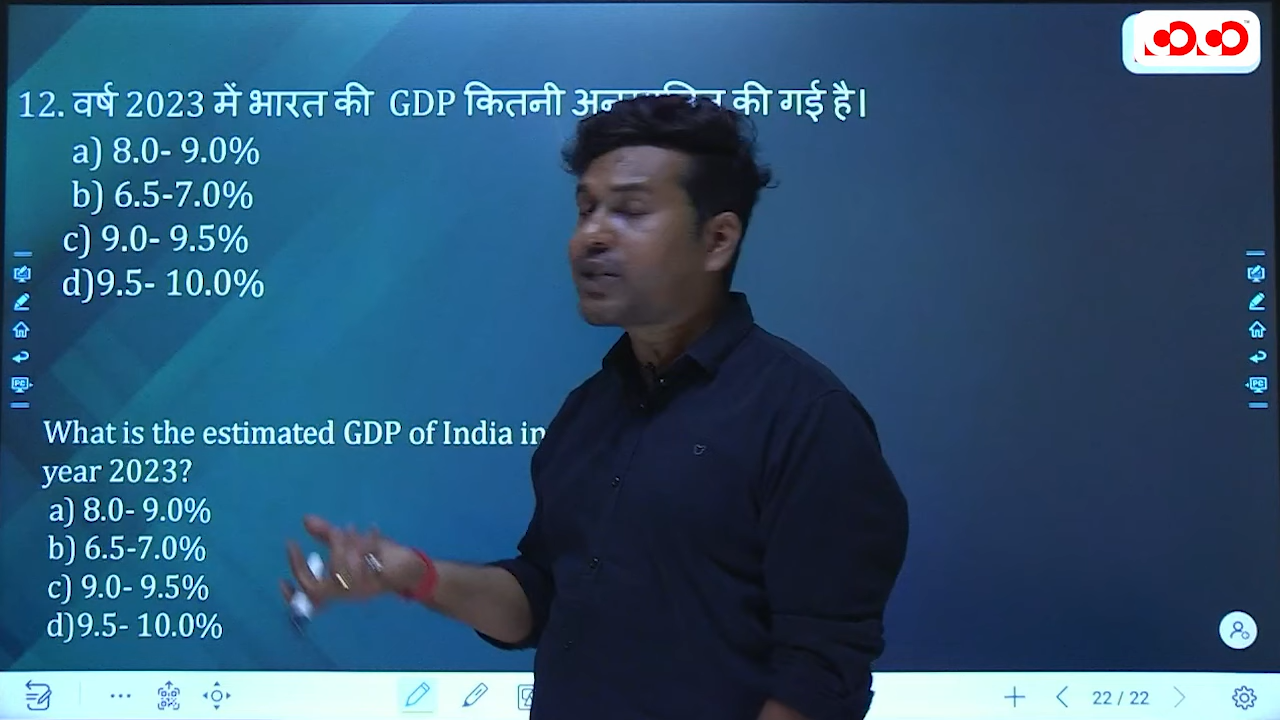 12. वर्ष 2023 में भारत की GDP कितनी की गई है।
a) 8.0- 9.0%
b) 6.5-7.0%
c) 9.0- 9.5%
d)9.5- 10.0%
What is the estimated GDP of India in
year 2023?
a) 8.0- 9.0%
b) 6.5-7.0%
c) 9.0- 9.5%
d)9.5- 10.0%
22 / 22